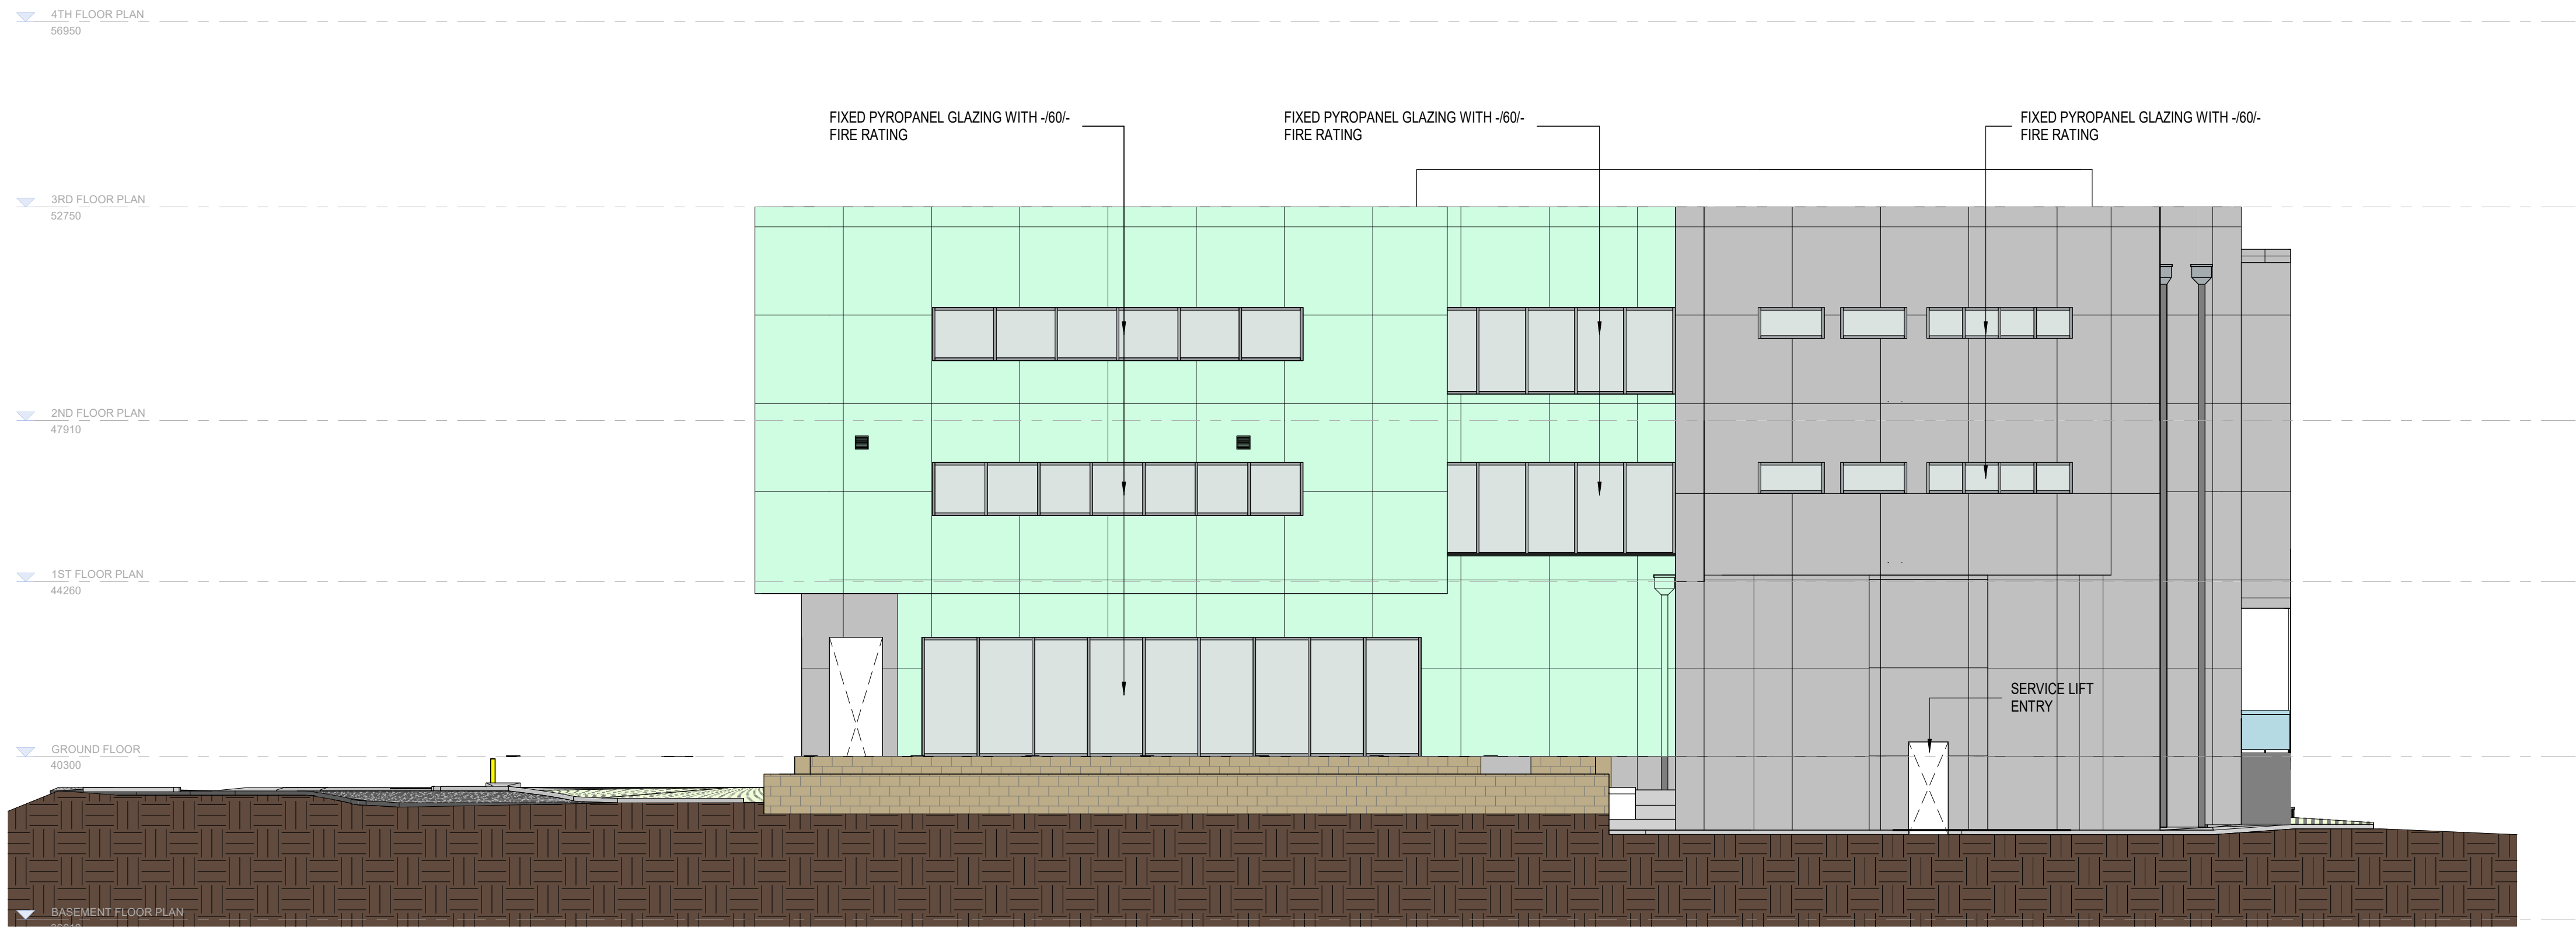 4TH FLOOR PLAN
56950
FIXED PYROPANEL GLAZING WITH -/60/-
FIRE RATING
FIXED PYROPANEL GLAZING WITH -/60/-
FIRE RATING
FIXED PYROPANEL GLAZING WITH -/60/-
FIRE RATING
3RD FLOOR PLAN
52750
2ND FLOOR PLAN
47910
1ST FLOOR PLAN
44260
SERVICE LIFT
ENTRY
GROUND FLOOR
40300
BASEMENT FLOOR PLAN